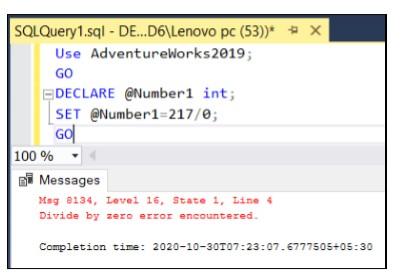 SQLQuery1.sql - DE...D6\Lenovo pc (53))*
Use AdventureWorks2019;
GO
DECLARE @Number1 int;
SET @Number1=217/0;
GO
100 %
Messages
Msg 8134, Level 16, State 1, Line 4
Divide by zero error encountered.
Completion time: 2020-10-30T07:23:07.6777505+05:30